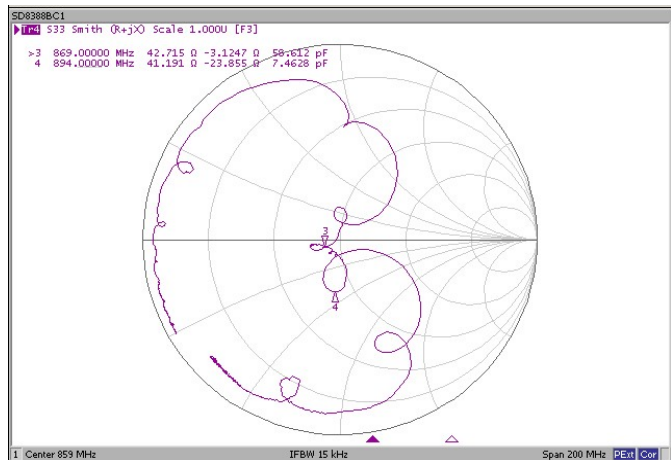 SD8388BC1
Tr4 S33 Smith (R+jX) Scale 1.000U [F3]
>3 869.00000 MHz 42.715 Ω -3.1247 Ω 58.612 pF
4 894.00000 MHz 41.191 Ω -23.855 Ω 7.4628 pF
3
4
1 Center 859 MHz IFBW 15 kHz Span 200 MHz PExt Cor